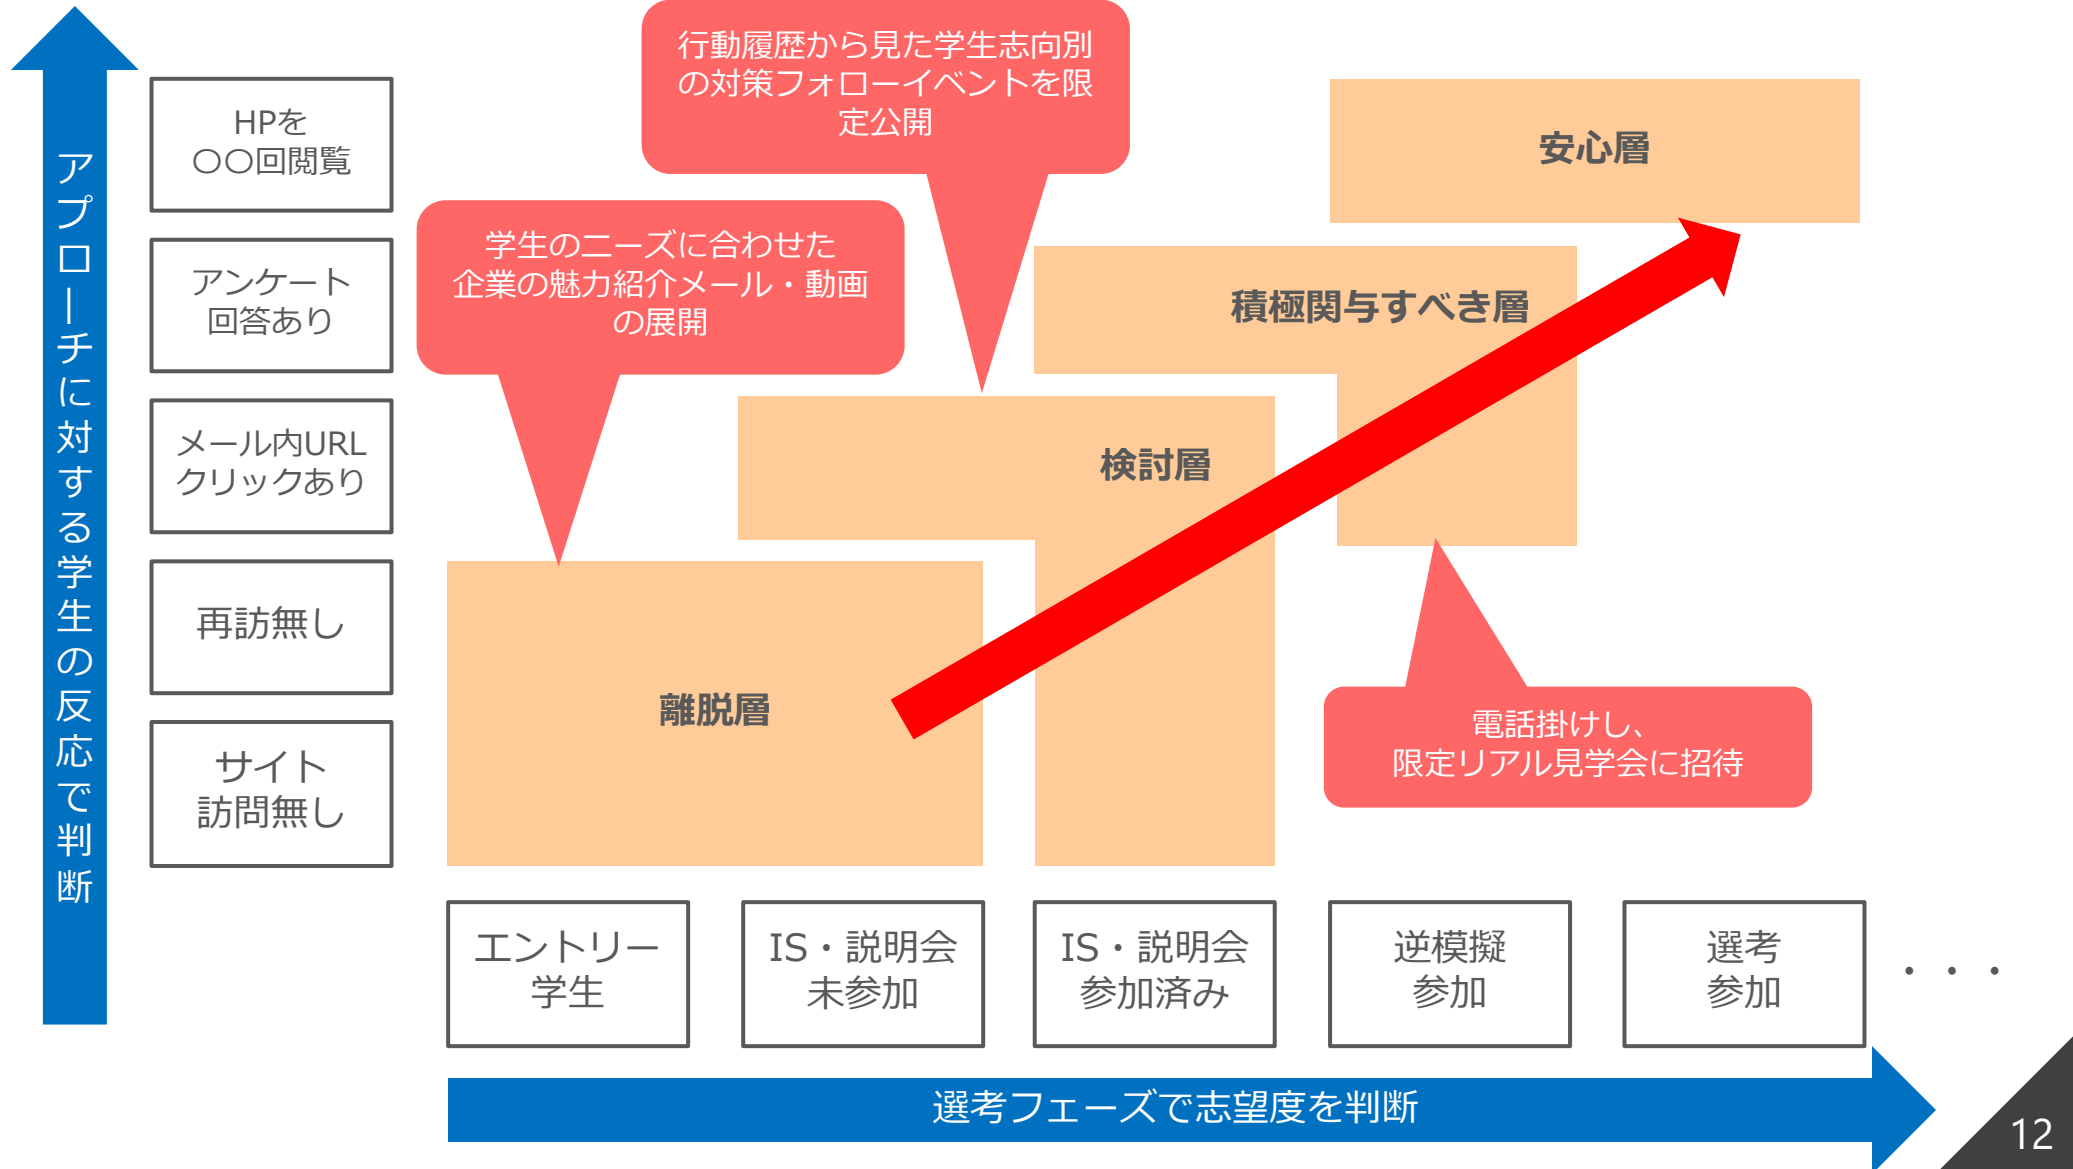 アプローチに対する学生の反応で判断
HPを
〇〇回閲覧
アンケート
回答あり
メール内URL
クリックあり
再訪無し
サイト
訪問無し
行動履歴から見た学生志向別
の対策フォローイベントを限
定公開
学生のニーズに合わせた
企業の魅力紹介メール・動画
の展開
安心層
積極関与すべき層
検討層
離脱層
電話掛けし、
限定リアル見学会に招待
エントリー
学生
IS・説明会
未参加
IS・説明会
参加済み
逆模擬
参加
選考
参加
・・・
選考フェーズで志望度を判断
12